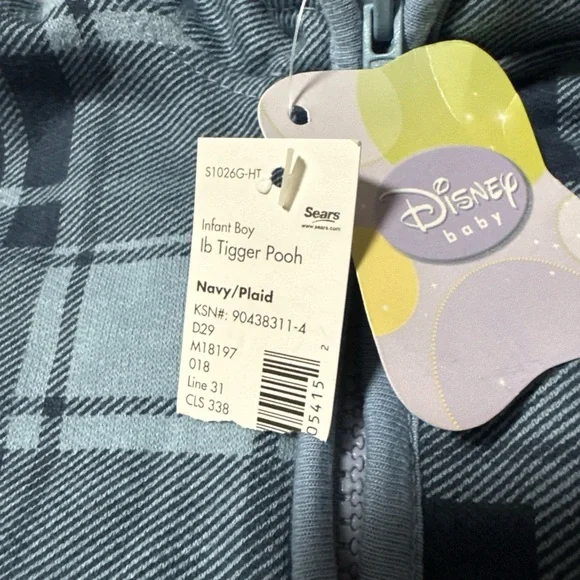 S1026G-HT
Sears
www.sears.com
Infant Boy
Ib Tigger Pooh
Navy/Plaid
KSN#: 90438311-4
D29
M18197
018
Line 31
CLS 338
05415 2
Disney
baby